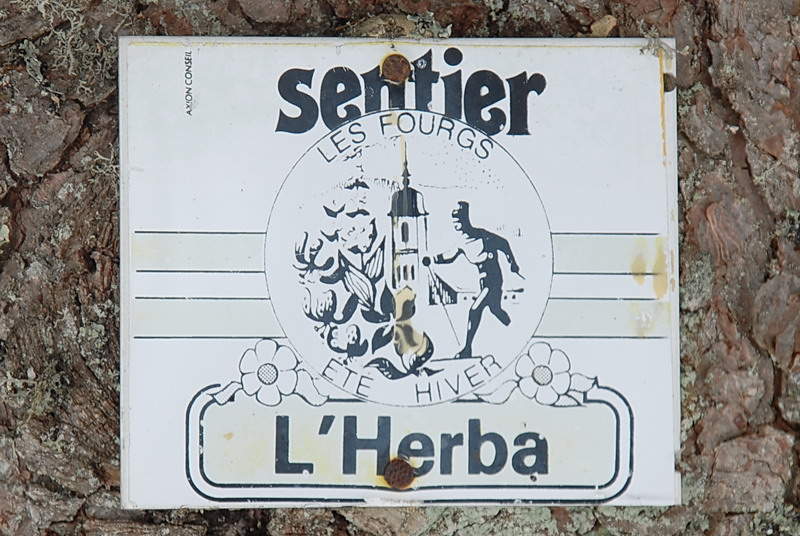 AXION CONSEIL
sentier
LES FOURGS
ETE HIVER
L'Herba